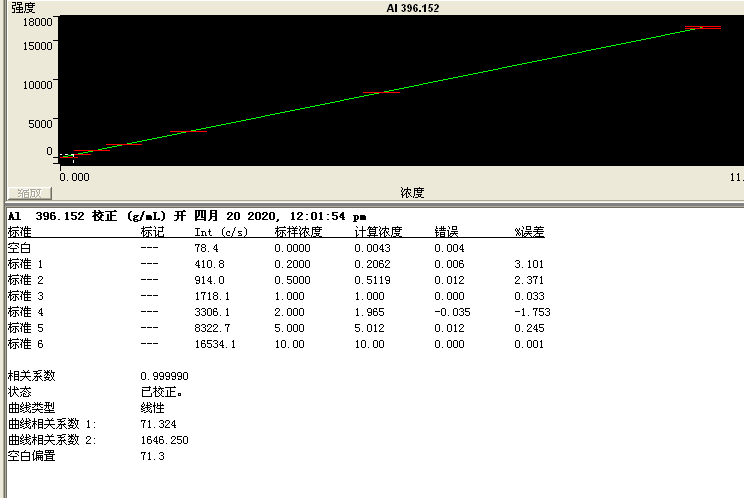 强度
Al 396.152
18000
15000
10000
5000
0
0.000
11.
缩放
浓度
Al 396.152 校正 (g/mL) 开 四月 20 2020, 12:01:54 pm
标准 标记 Int (c/s) 标样浓度 计算浓度 错误 %误差
空白 --- 78.4 0.0000 0.0043 0.004
标准 1 --- 410.8 0.2000 0.2062 0.006 3.101
标准 2 --- 914.0 0.5000 0.5119 0.012 2.371
标准 3 --- 1718.1 1.000 1.000 0.000 0.033
标准 4 --- 3306.1 2.000 1.965 -0.035 -1.753
标准 5 --- 8322.7 5.000 5.012 0.012 0.245
标准 6 --- 16534.1 10.00 10.00 0.000 0.001
相关系数 0.999990
状态 已校正。
曲线类型 线性
曲线相关系数 1: 71.324
曲线相关系数 2: 1646.250
空白偏置 71.3